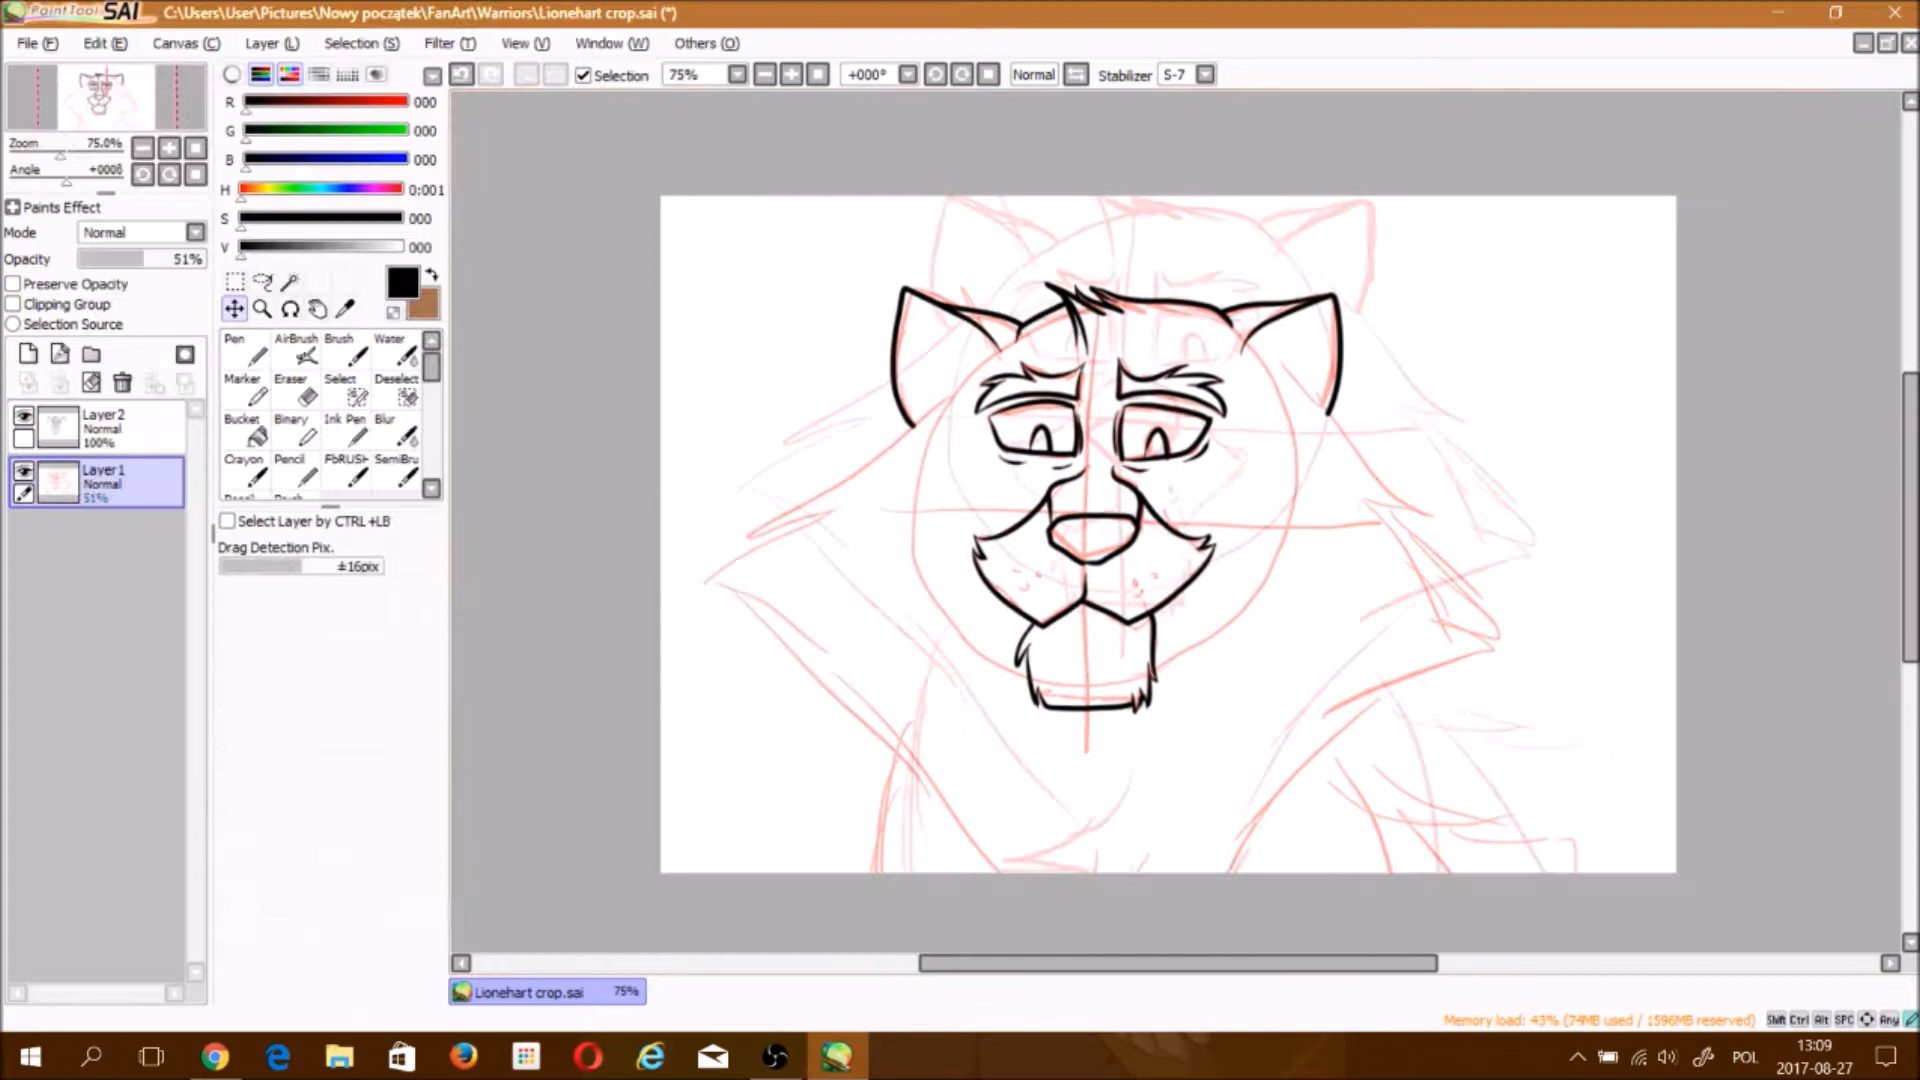 PaintTool SAI C:\Users\User\Pictures\Nowy początek\FanArt\Warriors\Lionehart crop.sai (*)
File (F) Edit (E) Canvas (C) Layer (L) Selection (S) Filter (T) View (V) Window (W) Others (O)
Selection 75% +000° Normal Stabilizer S-7
R 000
G 000
B 000
H 0:001
S 000
V 000
Zoom 75.0%
Angle +000ß
Paints Effect
Mode Normal
Opacity 51%
Preserve Opacity
Clipping Group
Selection Source
Layer2
Normal
100%
Layer1
Normal
51%
Pen AirBrush Brush Water
Marker Eraser Select Deselect
Bucket Binary Ink Pen Blur
Crayon Pencil FbRUSH SemiBru
Select Layer by CTRL +LB
Drag Detection Pix.
±16pix
Lionehart crop.sai 75%
Memory load: 43% (74MB used / 1596MB reserved) Shift Ctrl Alt SPC Any
POL
13:09
2017-08-27